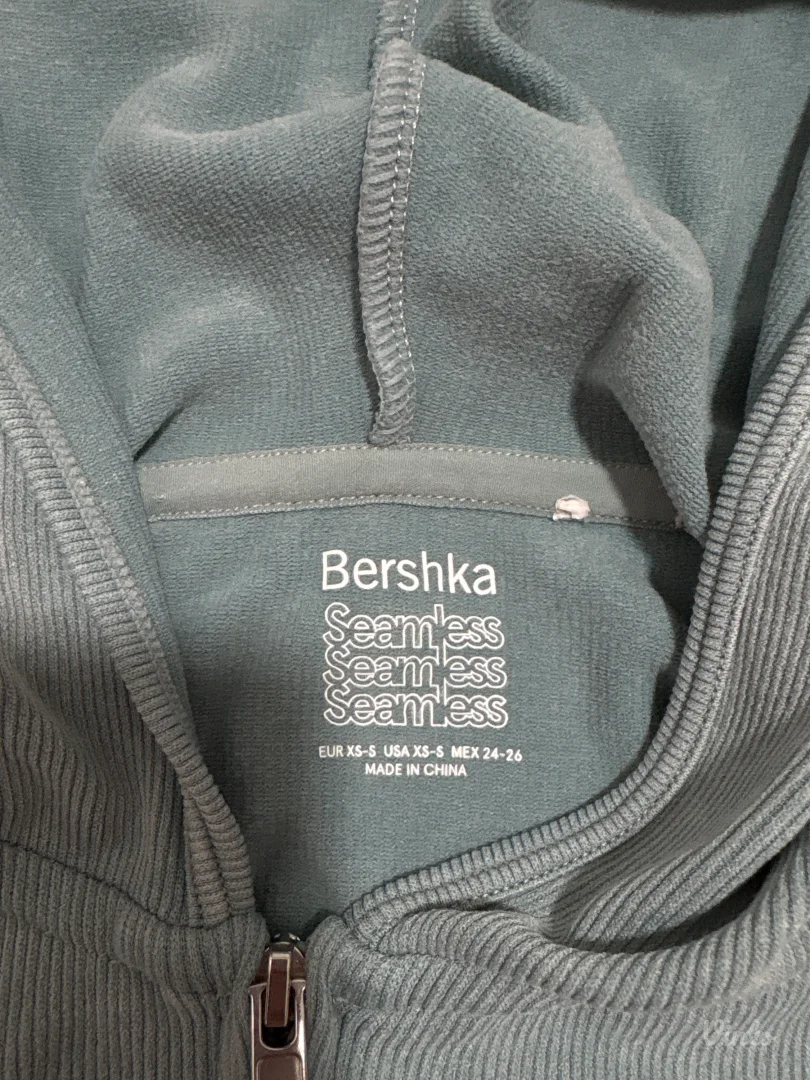 Bershka
Seamless
Seamless
Seamless
EUR XS-S USA XS-S MEX 24-26
MADE IN CHINA